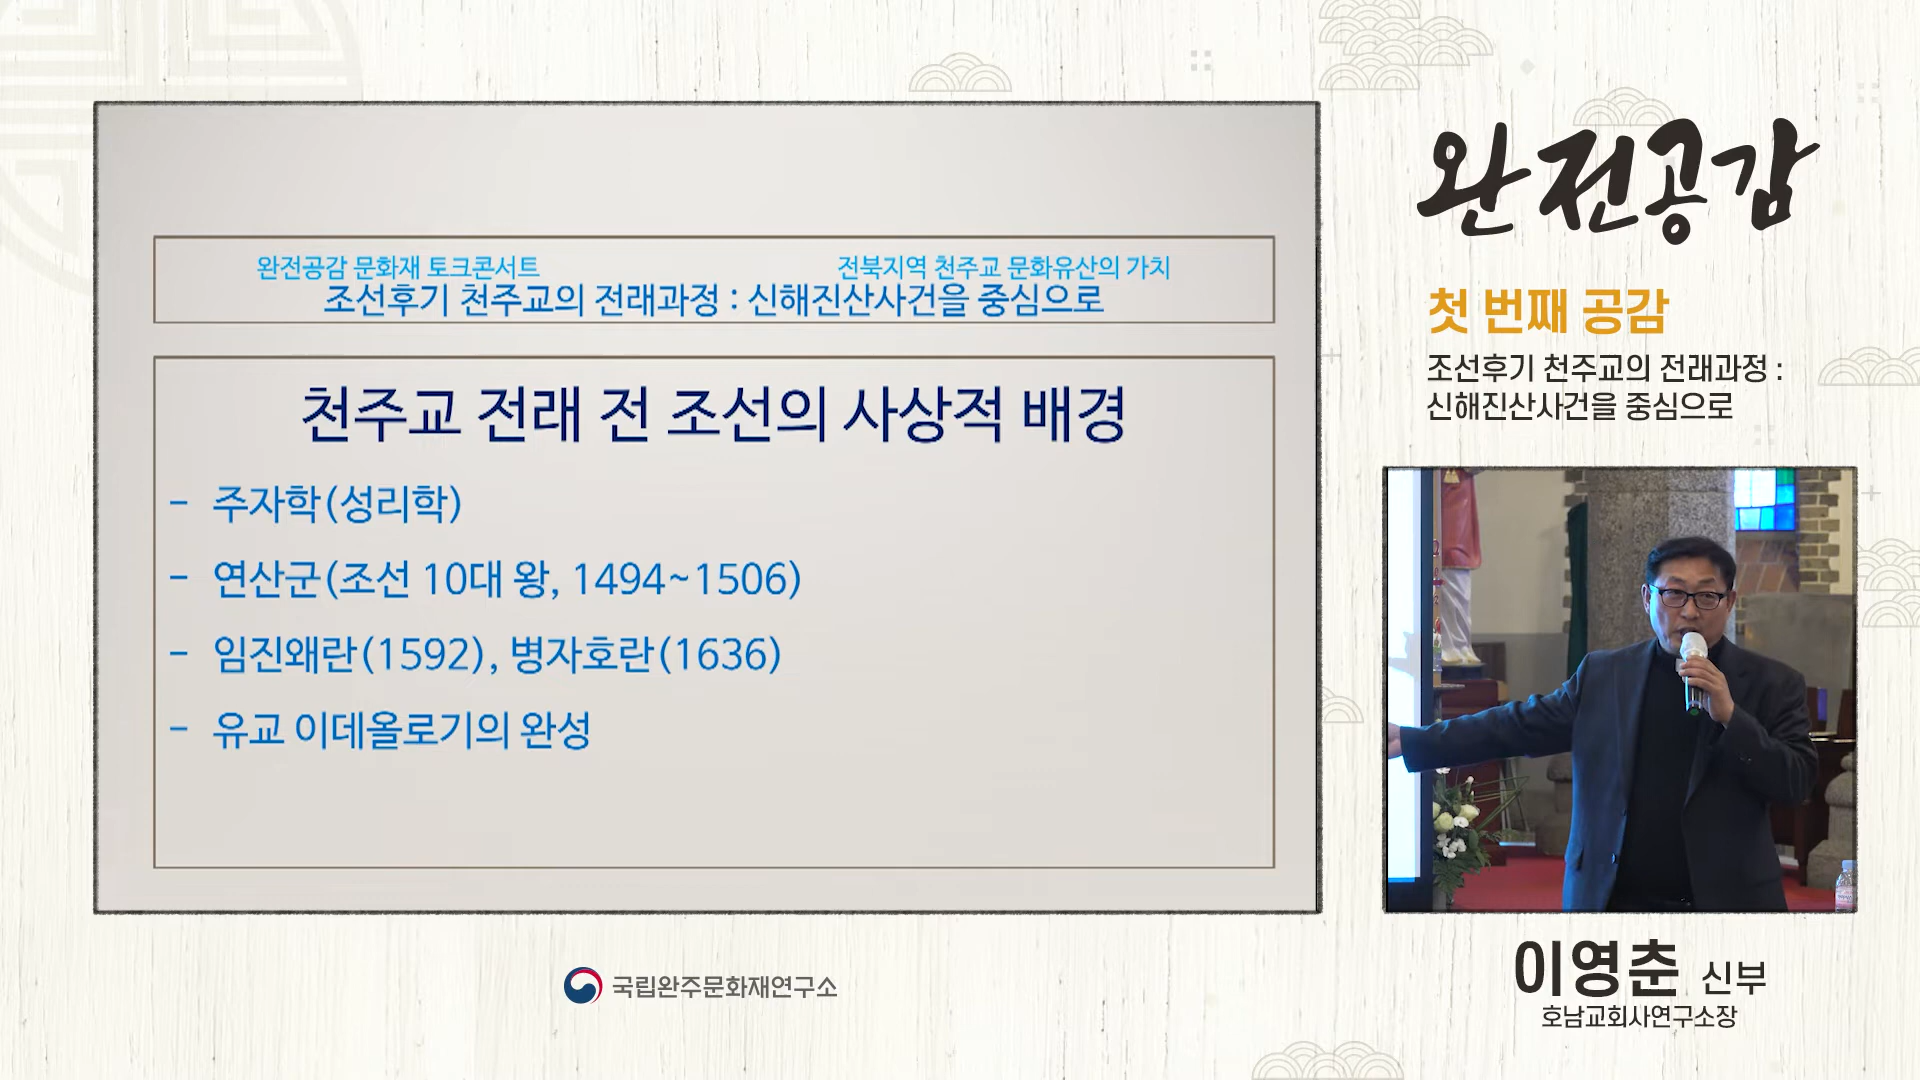 완전공감 문화재 토크콘서트 전북지역 천주교 문화유산의 가치
조선후기 천주교의 전래과정 : 신해진산사건을 중심으로
천주교 전래 전 조선의 사상적 배경
- 주자학(성리학)
- 연산군(조선 10대 왕, 1494~1506)
- 임진왜란(1592), 병자호란(1636)
- 유교 이데올로기의 완성
완전공감
첫 번째 공감
조선후기 천주교의 전래과정 :
신해진산사건을 중심으로
이영춘 신부
호남교회사연구소장
국립완주문화재연구소